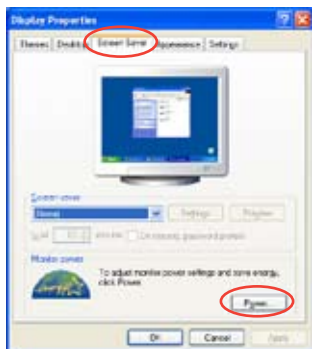 Display Properties
Themes Desktop Screen Saver Appearance Settings
Screen saver
(None) Settings Preview
Wait minutes On resume, password protect
Monitor power
To adjust monitor power settings and save energy,
click Power.
Power...
OK Cancel Apply